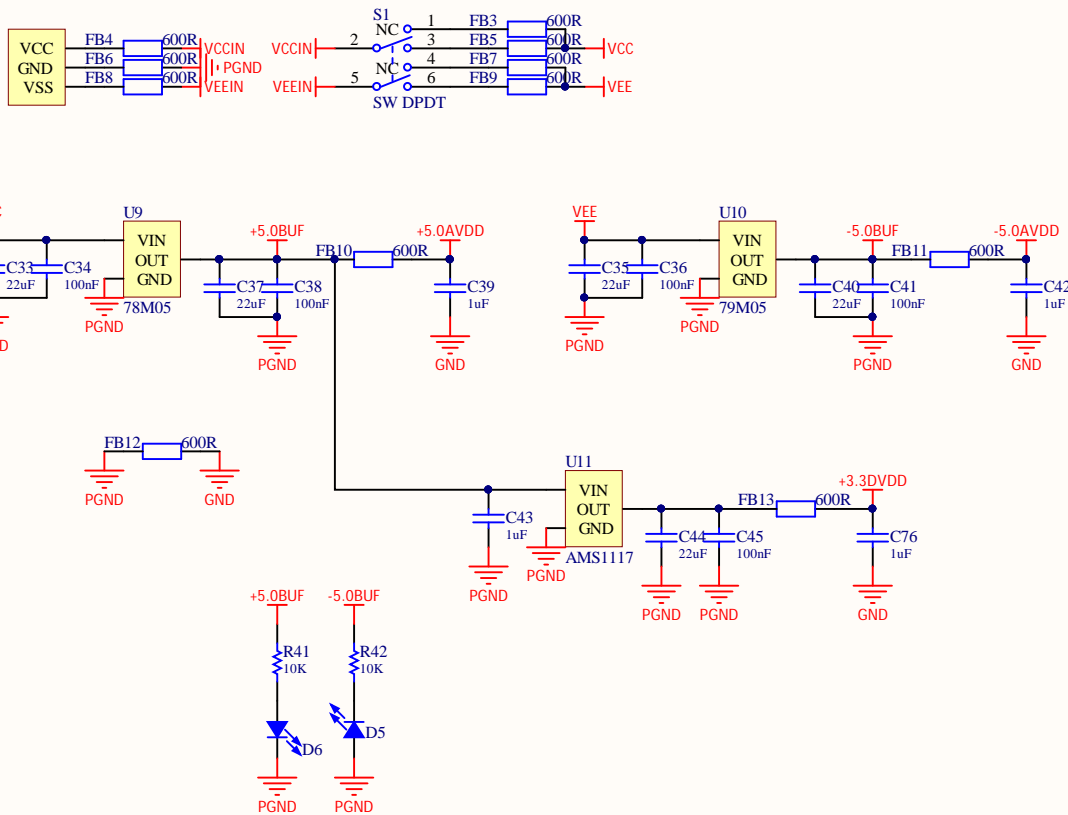 S1
NC
1
FB3
600R
VCC
FB4
600R
VCCIN
VCCIN
2
3
FB5
600R
VCC
GND
FB6
600R
PGND
NC
4
FB7
600R
VSS
FB8
600R
VEEIN
VEEIN
5
6
FB9
600R
VEE
SW DPDT
U9
VEE
U10
+5.0BUF
+5.0AVDD
-5.0BUF
-5.0AVDD
VIN
OUT
GND
FB10
600R
VIN
OUT
GND
FB11
600R
C33
22uF
C34
100nF
78M05
PGND
C37
22uF
C38
100nF
C39
1uF
C35
22uF
C36
100nF
79M05
PGND
C40
22uF
C41
100nF
C42
1uF
PGND
GND
PGND
PGND
GND
FB12
600R
PGND
GND
U11
VIN
OUT
GND
AMS1117
+3.3DVDD
FB13
600R
C43
1uF
C44
22uF
C45
100nF
C76
1uF
PGND
PGND
PGND
PGND
GND
+5.0BUF
-5.0BUF
R41
10K
R42
10K
D6
D5
PGND
PGND